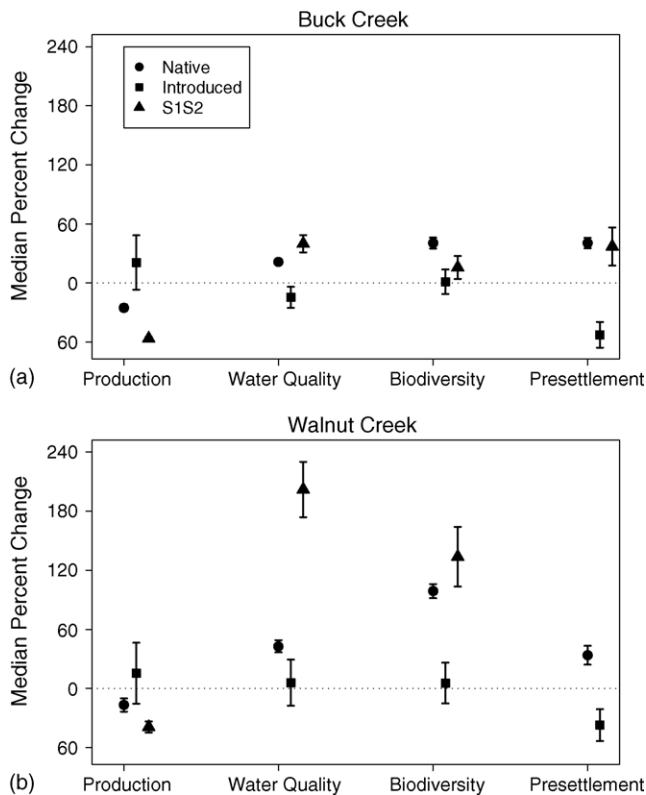 Buck Creek
240
180
120
60
0
60
Median Percent Change
Native
Introduced
S1S2
(a)
Production Water Quality Biodiversity Presettlement
Walnut Creek
240
180
120
60
0
60
Median Percent Change
(b)
Production Water Quality Biodiversity Presettlement